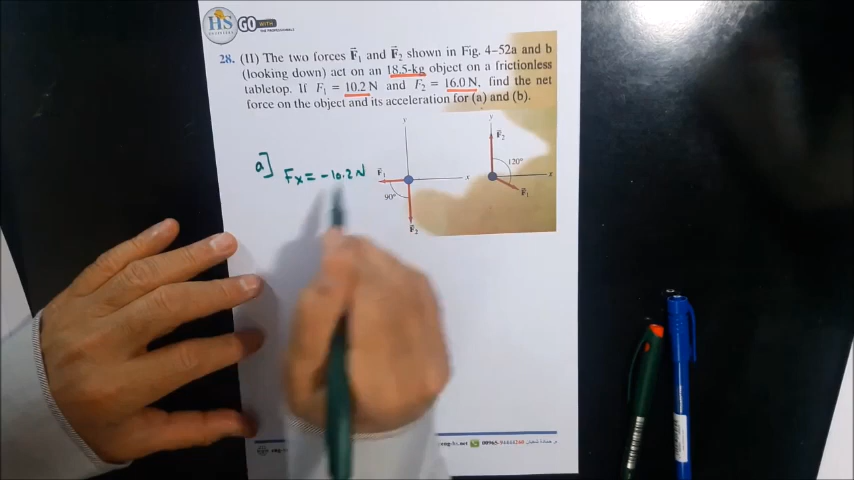 HS
GO WITH
THE PROFESSIONALS
28. (II) The two forces F⃗1 and F⃗2 shown in Fig. 4–52a and b
(looking down) act on an 18.5-kg object on a frictionless
tabletop. If F1 = 10.2 N and F2 = 16.0 N, find the net
force on the object and its acceleration for (a) and (b).
y
y
F⃗2
a] Fx = -10.2 N
F⃗1
x
120°
x
90°
F⃗1
F⃗2